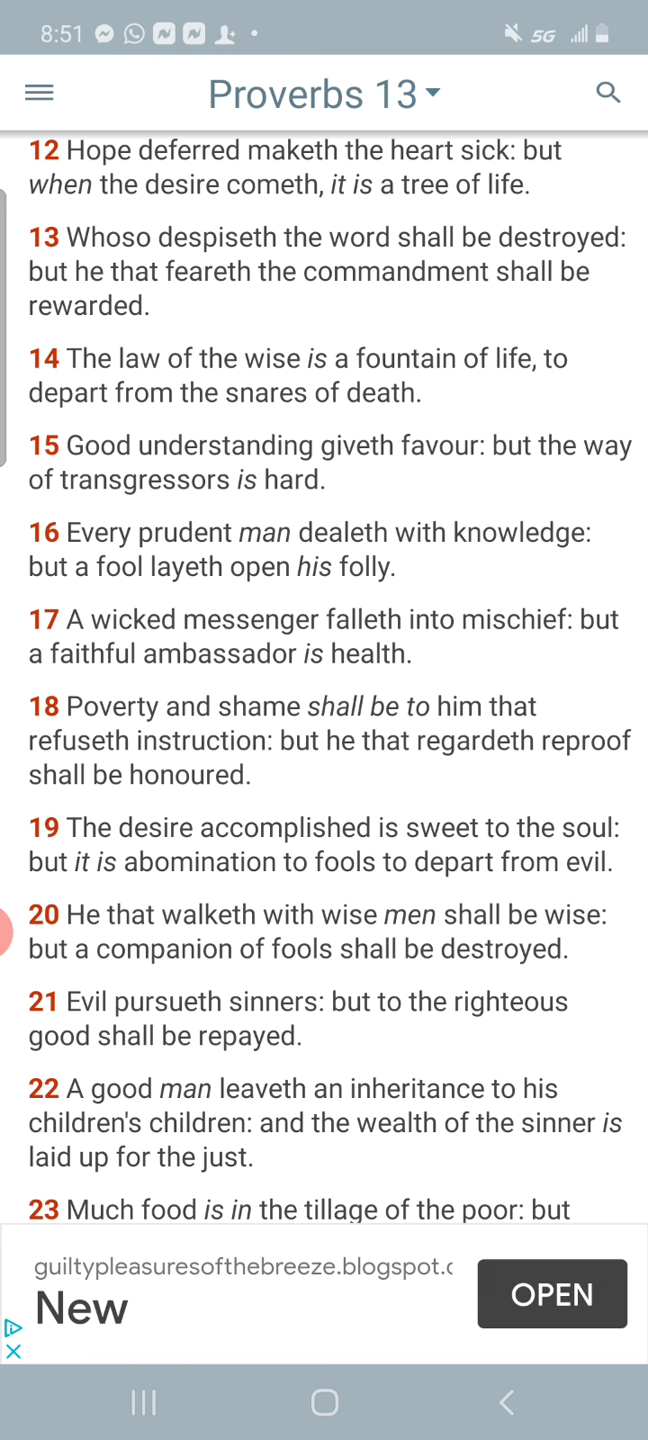 8:51
5G
Proverbs 13
12 Hope deferred maketh the heart sick: but
when the desire cometh, it is a tree of life.
13 Whoso despiseth the word shall be destroyed:
but he that feareth the commandment shall be
rewarded.
14 The law of the wise is a fountain of life, to
depart from the snares of death.
15 Good understanding giveth favour: but the way
of transgressors is hard.
16 Every prudent man dealeth with knowledge:
but a fool layeth open his folly.
17 A wicked messenger falleth into mischief: but
a faithful ambassador is health.
18 Poverty and shame shall be to him that
refuseth instruction: but he that regardeth reproof
shall be honoured.
19 The desire accomplished is sweet to the soul:
but it is abomination to fools to depart from evil.
20 He that walketh with wise men shall be wise:
but a companion of fools shall be destroyed.
21 Evil pursueth sinners: but to the righteous
good shall be repayed.
22 A good man leaveth an inheritance to his
children's children: and the wealth of the sinner is
laid up for the just.
23 Much food is in the tillage of the poor: but
guiltypleasuresofthebreeze.blogspot.c
New
OPEN